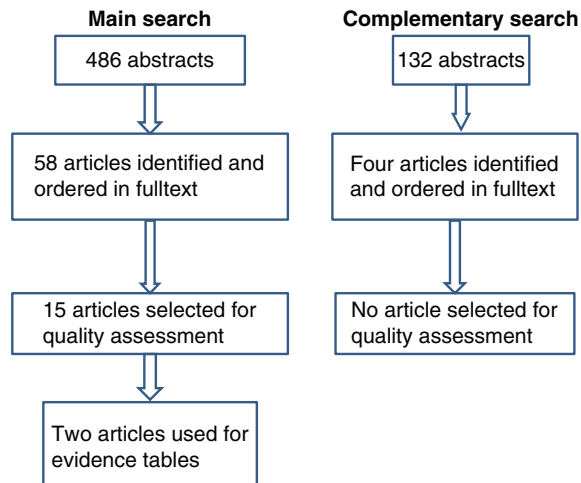 Main search
486 abstracts
58 articles identified and
ordered in fulltext
15 articles selected for
quality assessment
Two articles used for
evidence tables
Complementary search
132 abstracts
Four articles identified
and ordered in fulltext
No article selected for
quality assessment